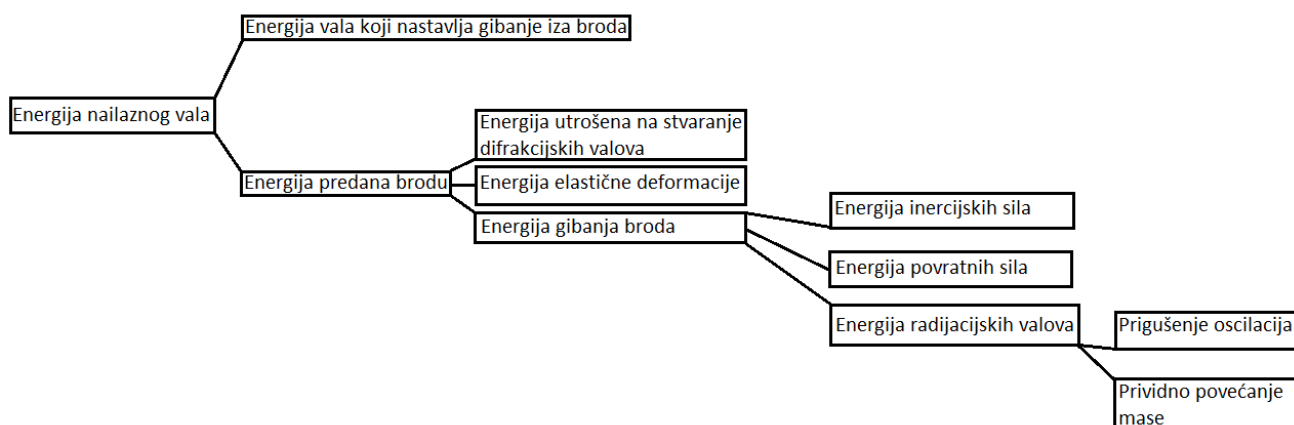 Energija vala koji nastavlja gibanje iza broda
Energija nailaznog vala
Energija utrošena na stvaranje
difrakcijskih valova
Energija predana brodu
Energija elastične deformacije
Energija gibanja broda
Energija inercijskih sila
Energija povratnih sila
Energija radijacijskih valova
Prigušenje oscilacija
Prividno povećanje
mase